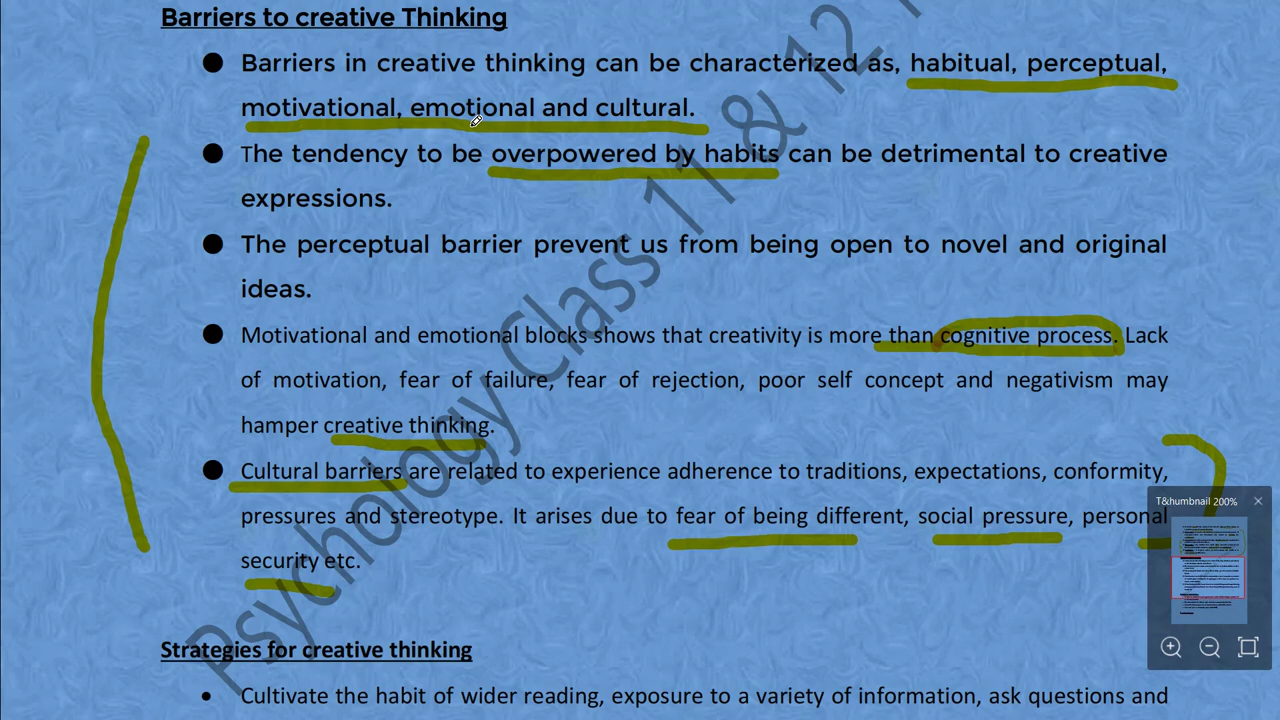 Barriers to creative Thinking
● Barriers in creative thinking can be characterized as, habitual, perceptual,
motivational, emotional and cultural.
● The tendency to be overpowered by habits can be detrimental to creative
expressions.
● The perceptual barrier prevent us from being open to novel and original
ideas.
● Motivational and emotional blocks shows that creativity is more than cognitive process. Lack
of motivation, fear of failure, fear of rejection, poor self concept and negativism may
hamper creative thinking.
● Cultural barriers are related to experience adherence to traditions, expectations, conformity,
pressures and stereotype. It arises due to fear of being different, social pressure, personal
security etc.
Strategies for creative thinking
• Cultivate the habit of wider reading, exposure to a variety of information, ask questions and
Psychology Class 11 & 12
T&humbnail 200%